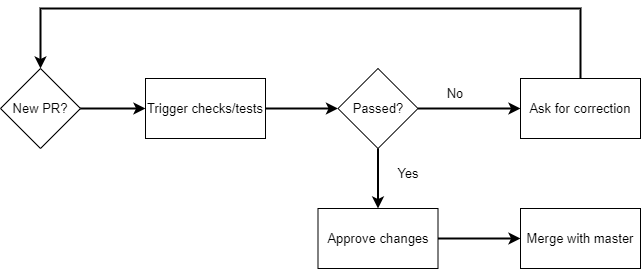 New PR?
Trigger checks/tests
Passed?
No
Ask for correction
Yes
Approve changes
Merge with master